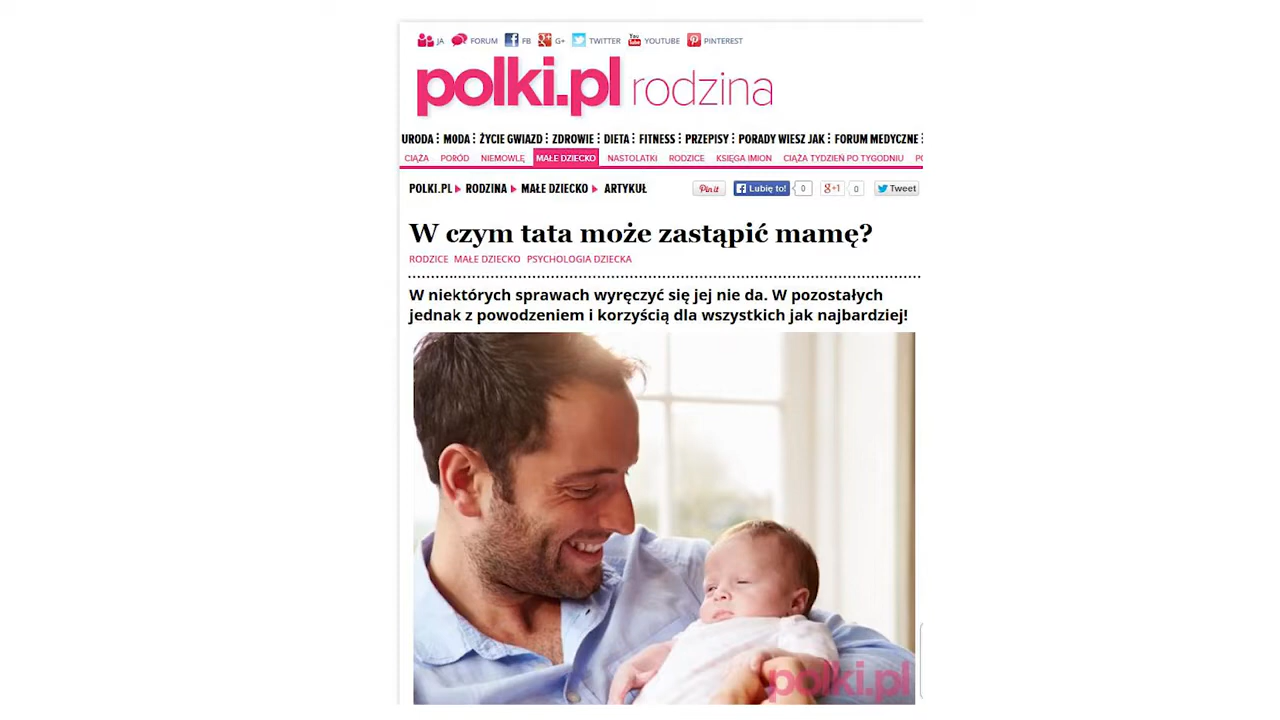 JA FORUM FB G+ TWITTER YOUTUBE PINTEREST
polki.pl rodzina
URODA MODA ŻYCIE GWIAZD ZDROWIE DIETA FITNESS PRZEPISY PORADY WIESZ JAK FORUM MEDYCZNE
CIĄŻA PORÓD NIEMOWLĘ MAŁE DZIECKO NASTOLATKI RODZICE KSIĘGA IMION CIĄŻA TYDZIEŃ PO TYGODNIU
POLKI.PL RODZINA MAŁE DZIECKO ARTYKUŁ Pin it Lubię to! 0 +1 0 Tweet
W czym tata może zastąpić mamę?
RODZICE MAŁE DZIECKO PSYCHOLOGIA DZIECKA
W niektórych sprawach wyręczyć się jej nie da. W pozostałych
jednak z powodzeniem i korzyścią dla wszystkich jak najbardziej!
polki.pl